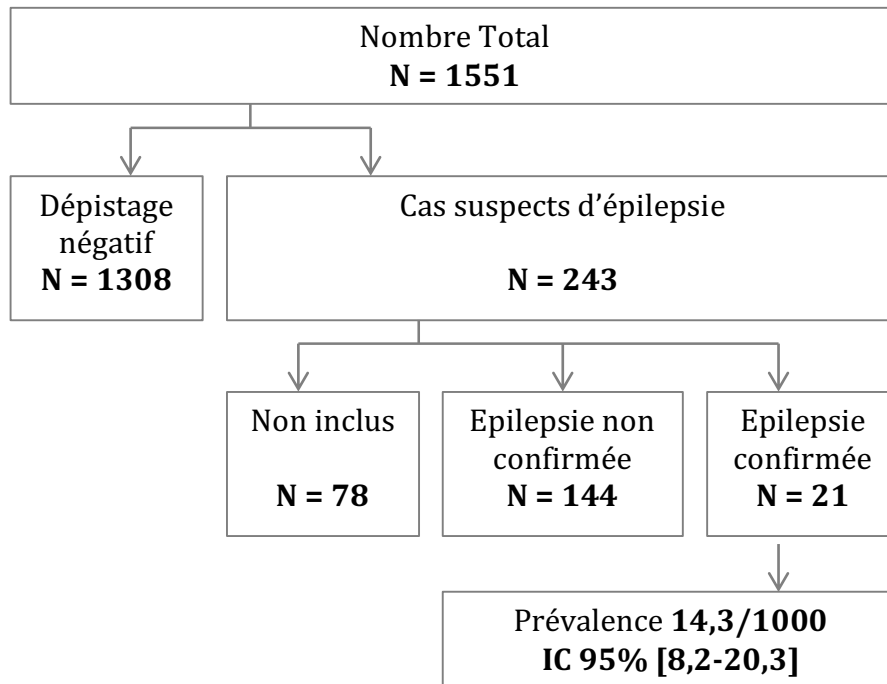 Nombre Total
N = 1551
Dépistage
négatif
N = 1308
Cas suspects d’épilepsie
N = 243
Non inclus
N = 78
Epilepsie non
confirmée
N = 144
Epilepsie
confirmée
N = 21
Prévalence 14,3/1000
IC 95% [8,2-20,3]